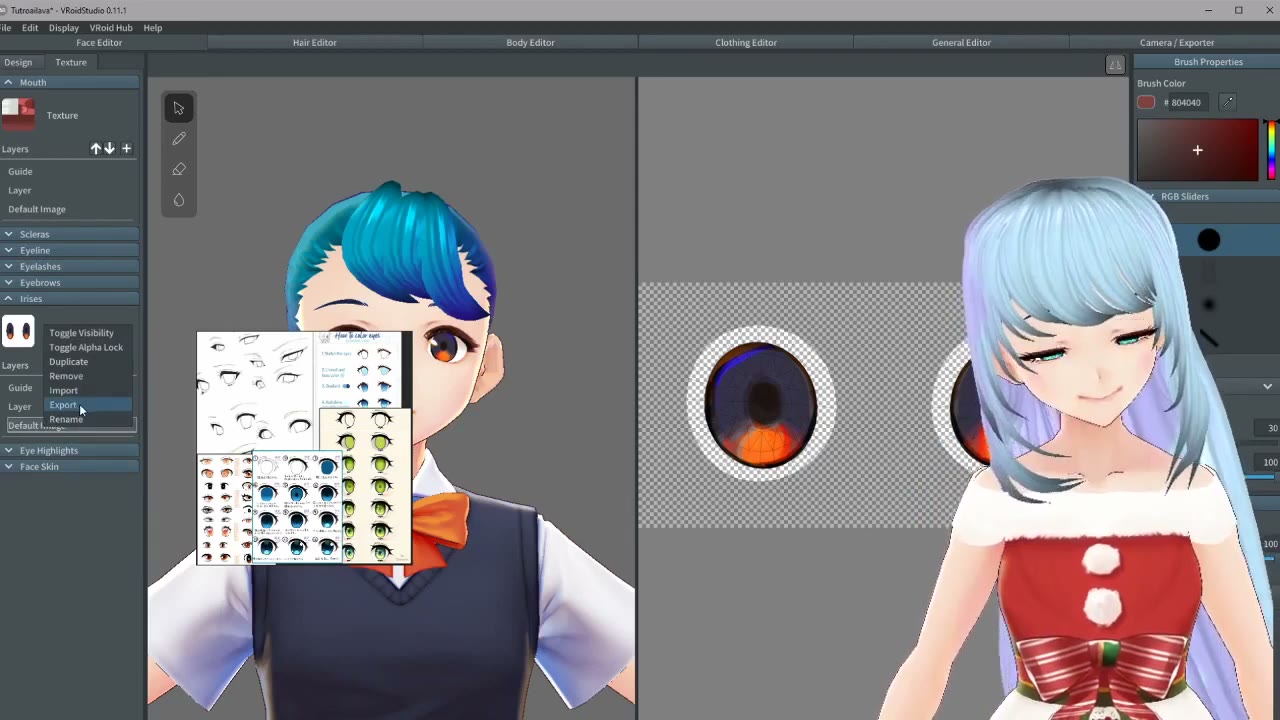 Tutroailava* - VRoidStudio 0.11.1
File Edit Display VRoid Hub Help
Face Editor Hair Editor Body Editor Clothing Editor General Editor Camera / Exporter
Design Texture
Brush Properties
Mouth
Brush Color
# 804040
Texture
Layers
Guide
Layer
Default Image
RGB Sliders
Scleras
Eyeline
Eyelashes
Eyebrows
Irises
Toggle Visibility
Toggle Alpha Lock
Duplicate
Remove
Import
Export
Rename
Layers
Guide
Layer
Default Image
How to color eyes
30
100
Eye Highlights
Face Skin
100